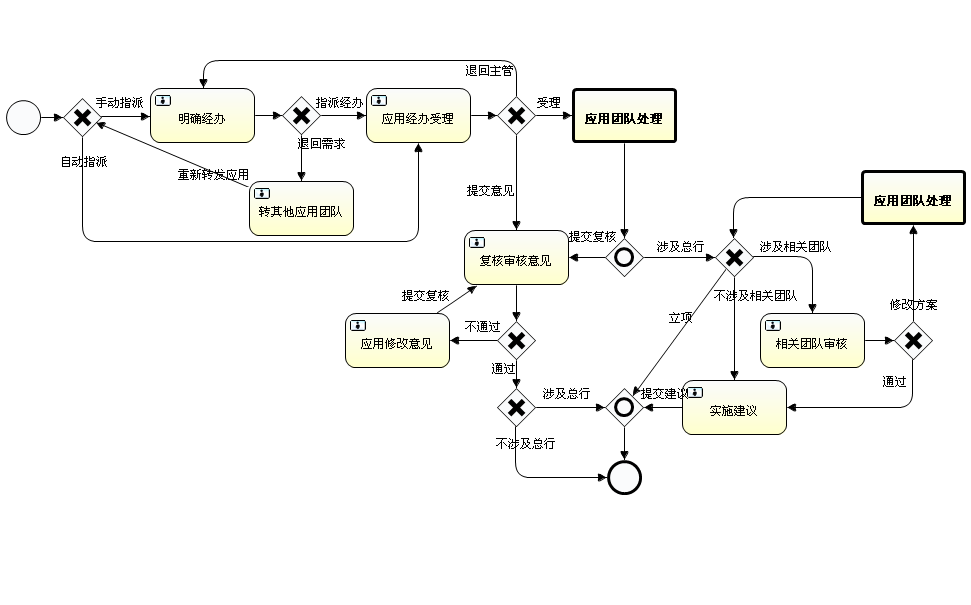 退回主管
手动指派
指派经办
受理
明确经办
应用经办受理
应用团队处理
退回需求
自动指派
重新转发应用
提交意见
转其他应用团队
应用团队处理
提交复核
涉及总行
涉及相关团队
复核审核意见
提交复核
不涉及相关团队
修改方案
立项
不通过
应用修改意见
相关团队审核
通过
通过
涉及总行
提交建议
实施建议
不涉及总行